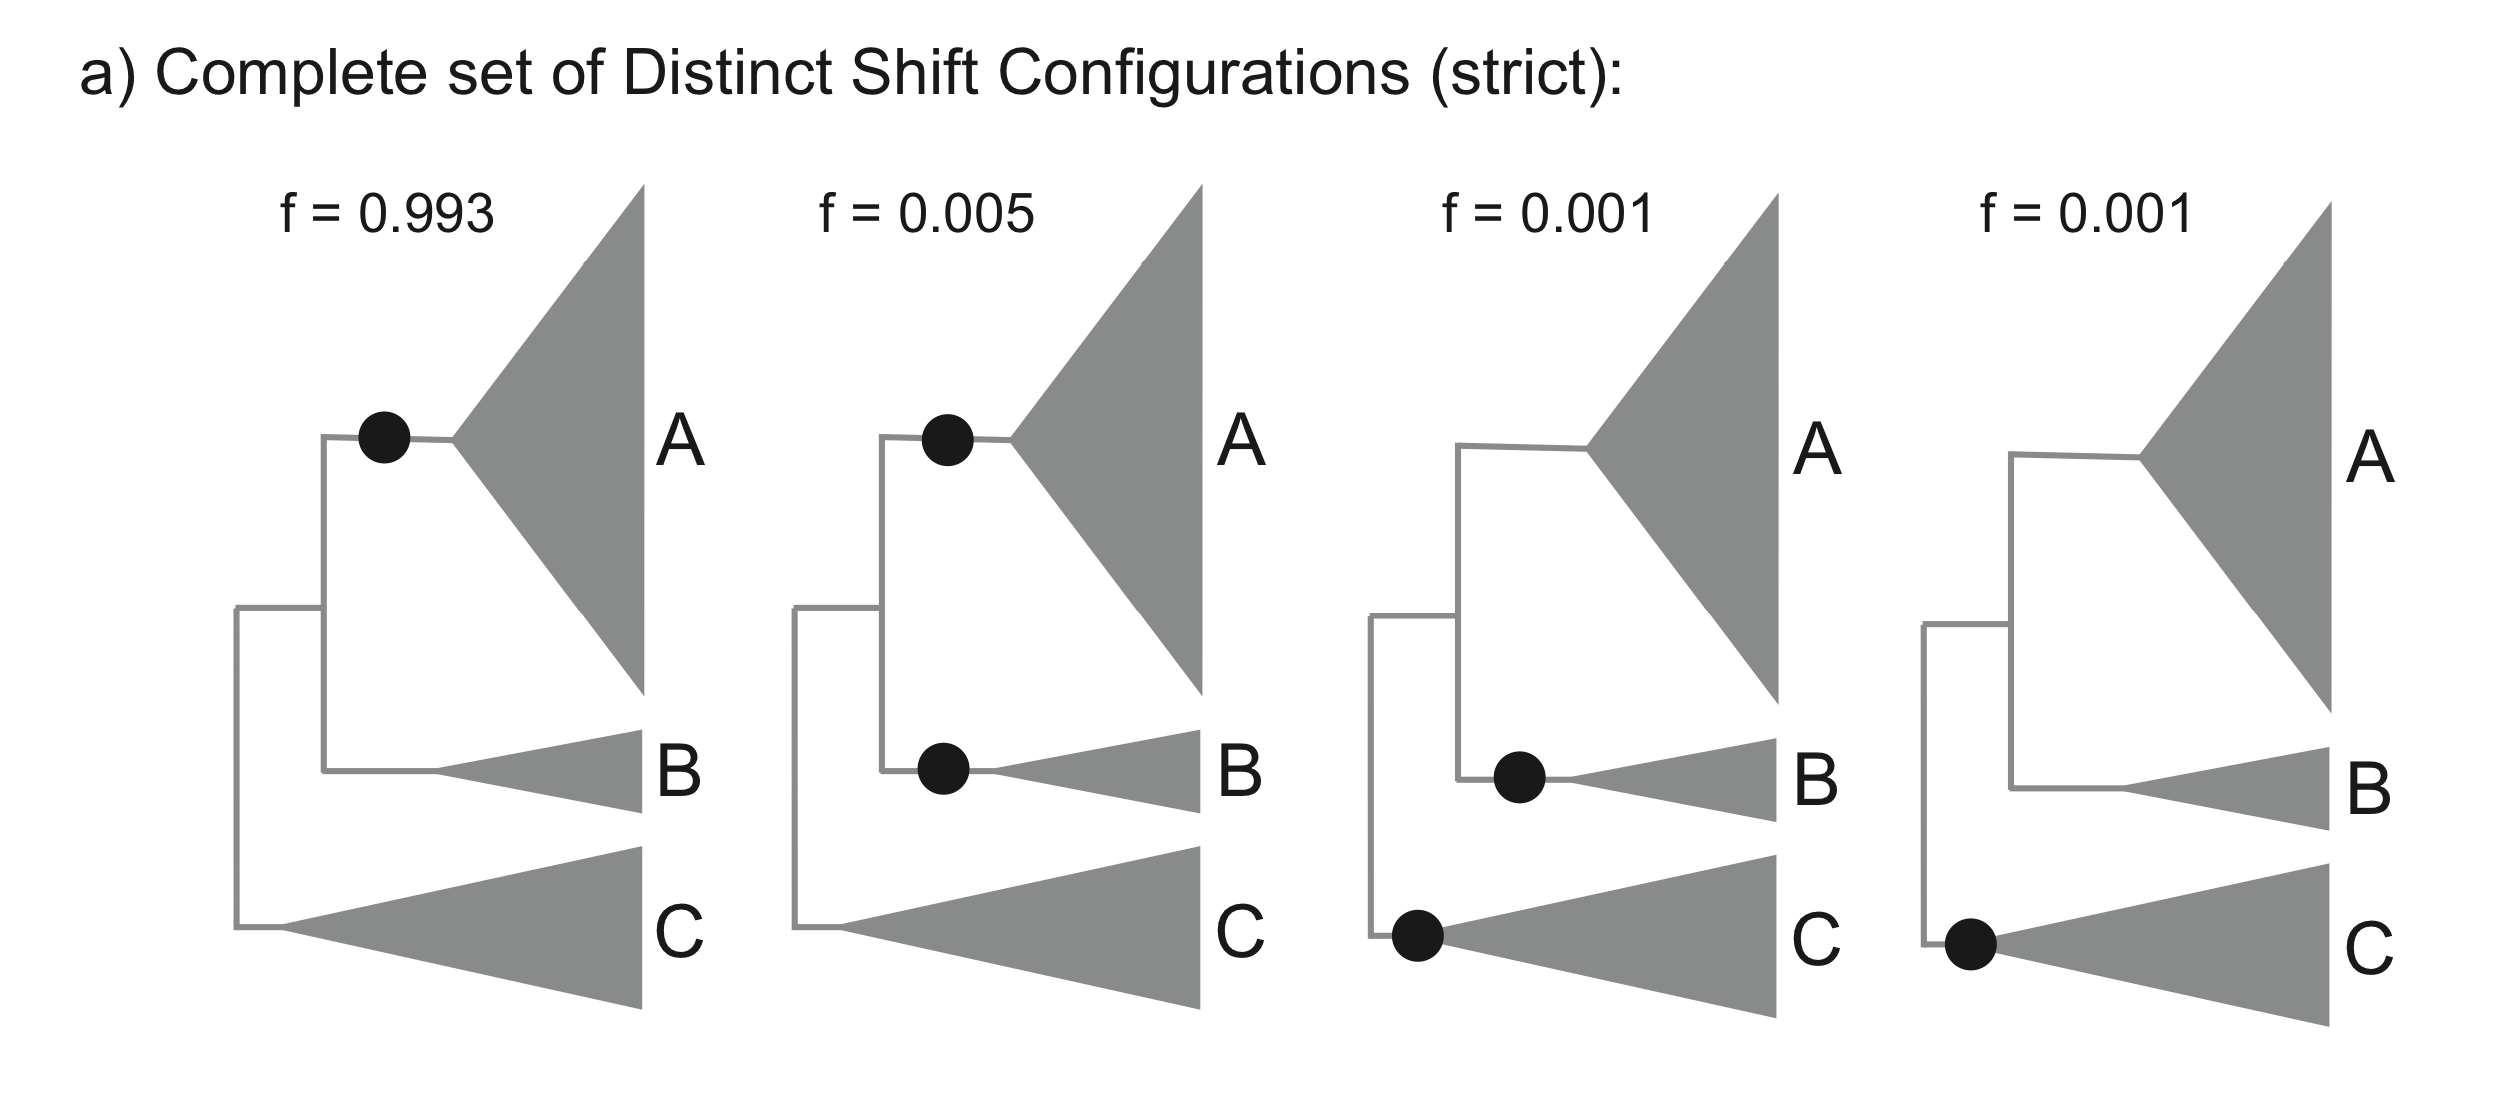 a) Complete set of Distinct Shift Configurations (strict):
f = 0.993 f = 0.005 f = 0.001 f = 0.001
A A A A
B B B B
C C C C